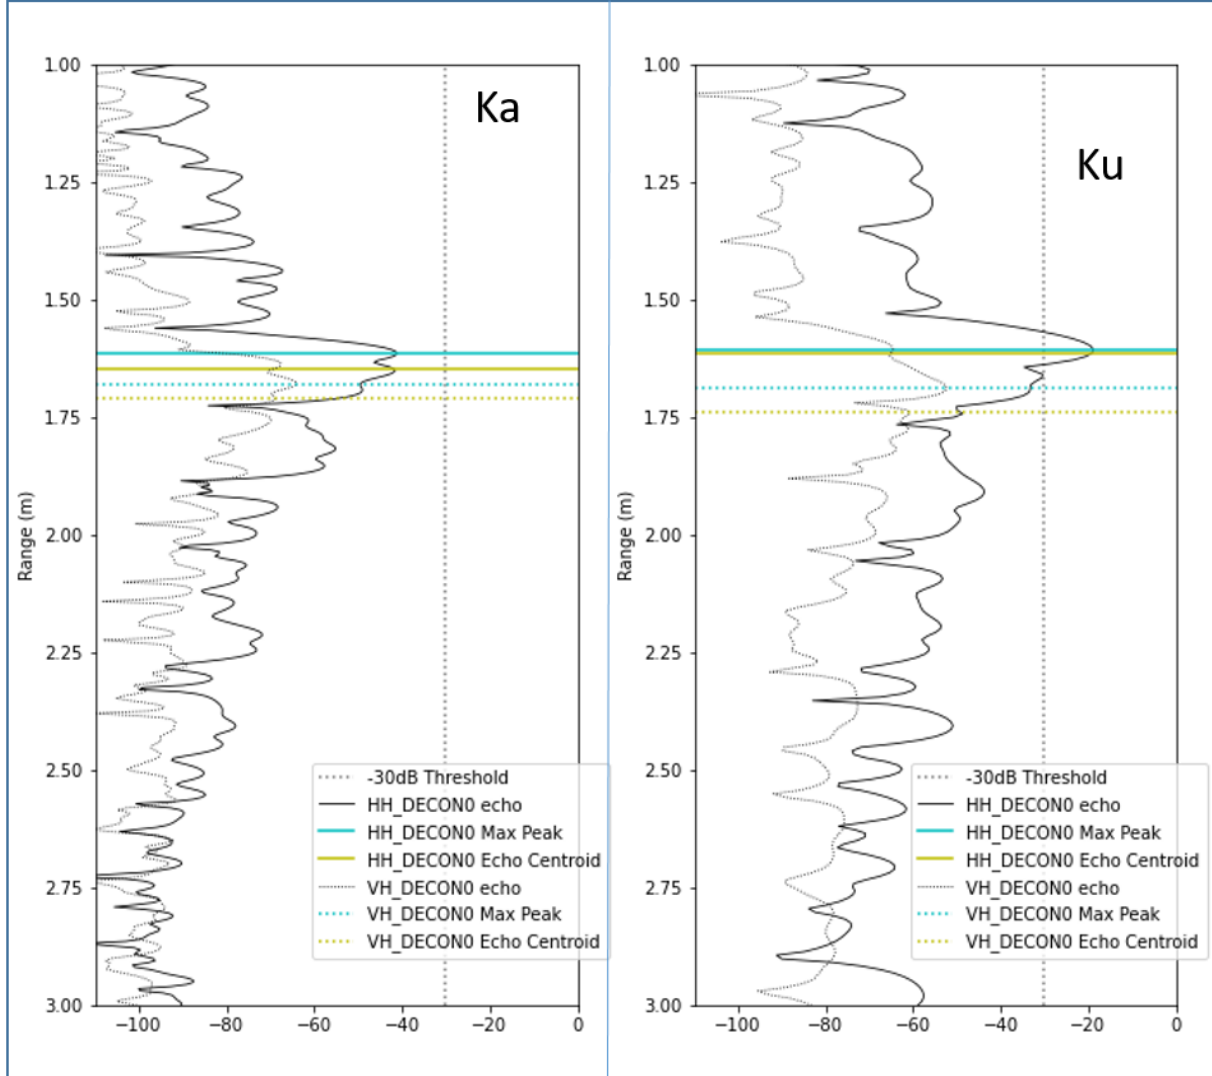 Ka
1.00
1.25
1.50
1.75
2.00
2.25
2.50
2.75
3.00
Range (m)
−100 −80 −60 −40 −20 0
-30dB Threshold
HH_DECON0 echo
HH_DECON0 Max Peak
HH_DECON0 Echo Centroid
VH_DECON0 echo
VH_DECON0 Max Peak
VH_DECON0 Echo Centroid
Ku
1.00
1.25
1.50
1.75
2.00
2.25
2.50
2.75
3.00
Range (m)
−100 −80 −60 −40 −20 0
-30dB Threshold
HH_DECON0 echo
HH_DECON0 Max Peak
HH_DECON0 Echo Centroid
VH_DECON0 echo
VH_DECON0 Max Peak
VH_DECON0 Echo Centroid